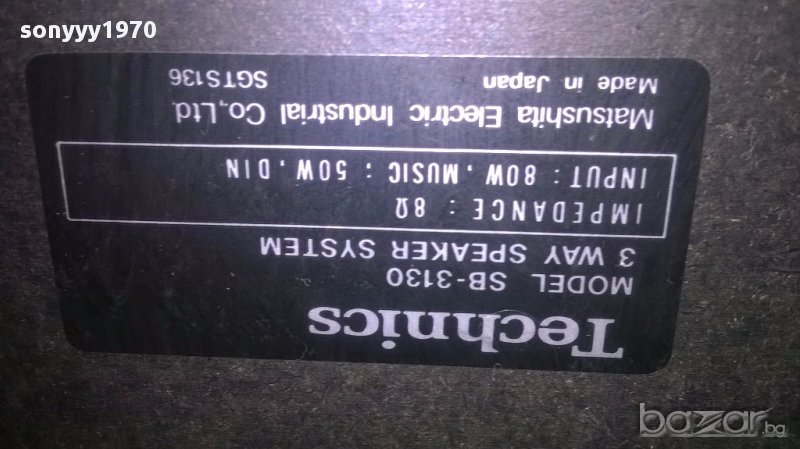 sonyyy1970
Technics
MODEL SB-3130
3 WAY SPEAKER SYSTEM
IMPEDANCE : 8Ω
INPUT : 80W . MUSIC : 50W . DIN
Matsushita Electric Industrial Co.,Ltd.
Made in Japan SGTS136
bazar.bg